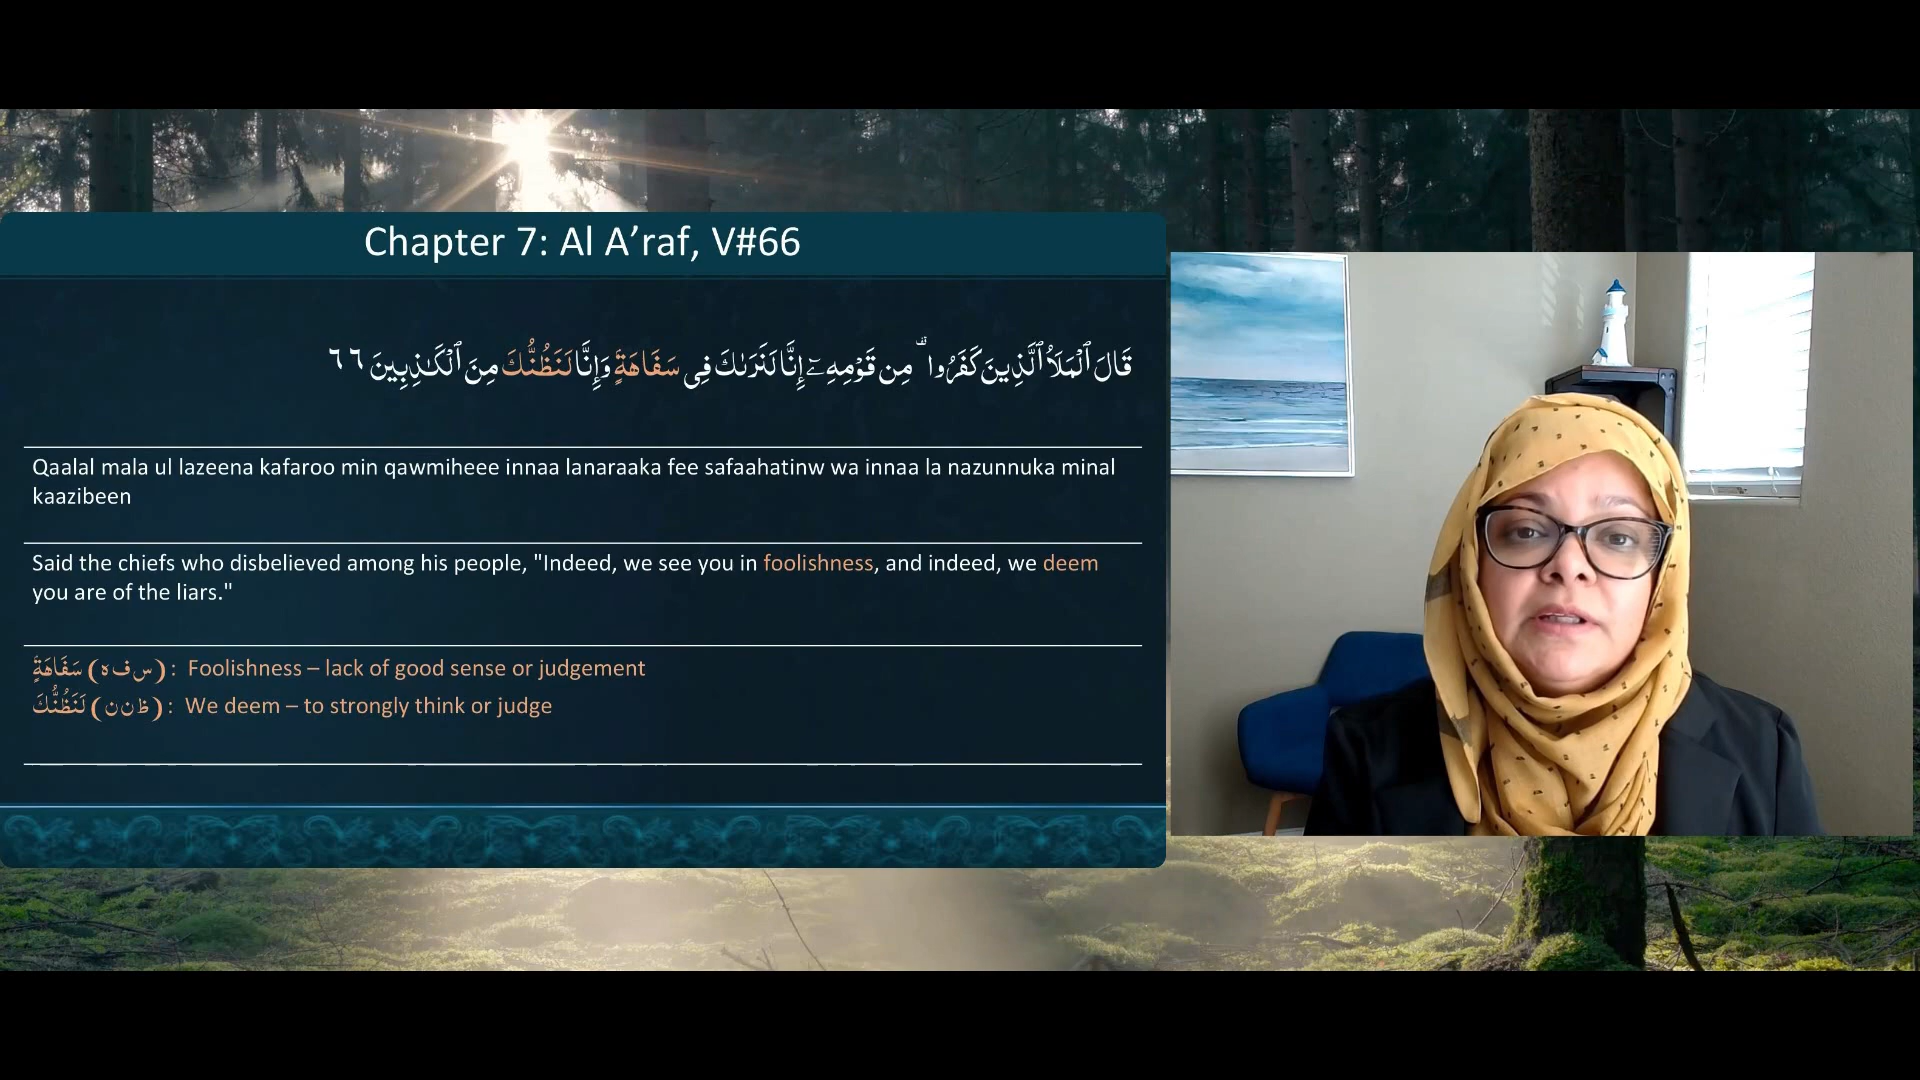 Chapter 7: Al A’raf, V#66
قَالَ ٱلْمَلَأُ ٱلَّذِينَ كَفَرُوا۟ مِن قَوْمِهِۦٓ إِنَّا لَنَرَىٰكَ فِى سَفَاهَةٍ وَإِنَّا لَنَظُنُّكَ مِنَ ٱلْكَـٰذِبِينَ ٦٦
Qaalal mala ul lazeena kafaroo min qawmiheee innaa lanaraaka fee safaahatinw wa innaa la nazunnuka minal
kaazibeen
Said the chiefs who disbelieved among his people, "Indeed, we see you in foolishness, and indeed, we deem
you are of the liars."
سَفَاهَةٍ (س ف ه) : Foolishness – lack of good sense or judgement
لَنَظُنُّكَ (ظ ن ن) : We deem – to strongly think or judge